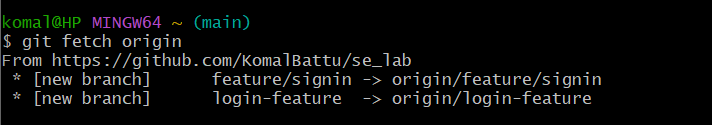 komal@HP MINGW64 ~ (main)
$ git fetch origin
From https://github.com/KomalBattu/se_lab
 * [new branch]      feature/signin -> origin/feature/signin
 * [new branch]      login-feature  -> origin/login-feature